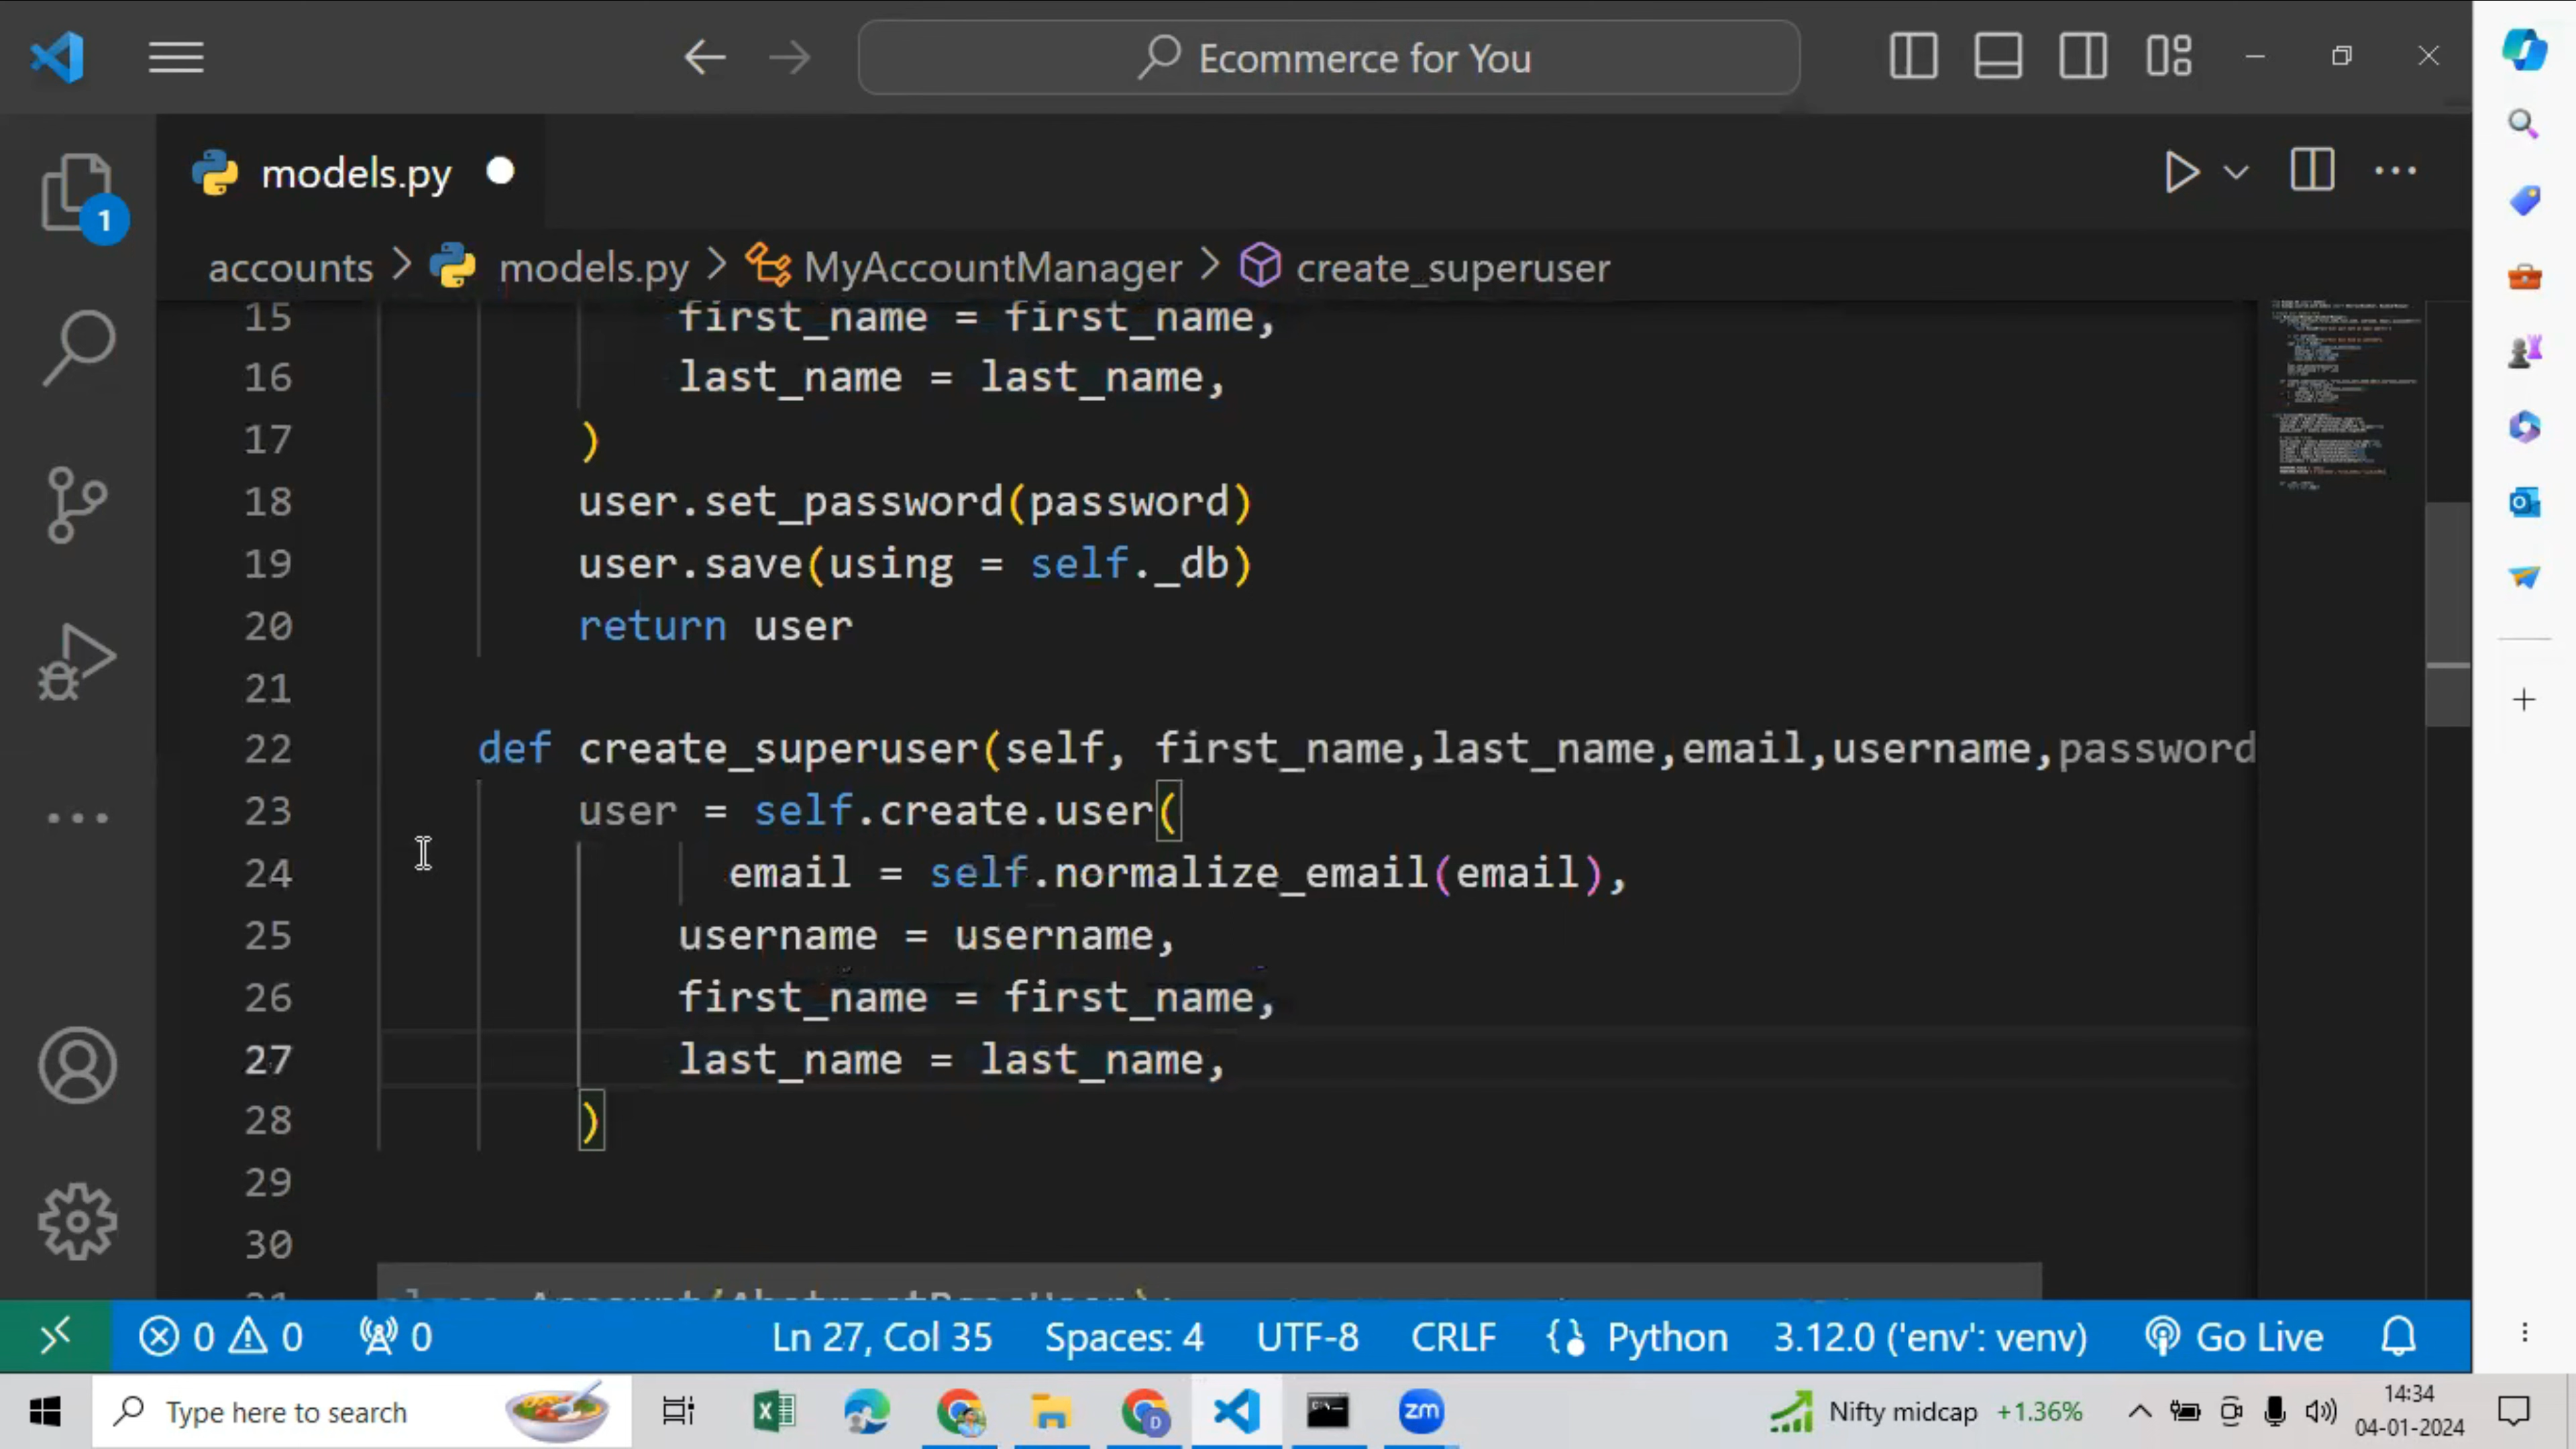 Ecommerce for You
models.py
1
accounts > models.py > MyAccountManager > create_superuser
15 first_name = first_name,
16 last_name = last_name,
17 )
18 user.set_password(password)
19 user.save(using = self._db)
20 return user
21
22 def create_superuser(self, first_name,last_name,email,username,password
23 user = self.create.user(
24 email = self.normalize_email(email),
25 username = username,
26 first_name = first_name,
27 last_name = last_name,
28 )
29
30
0 0 0 Ln 27, Col 35 Spaces: 4 UTF-8 CRLF Python 3.12.0 ('env': venv) Go Live
Type here to search
zm
Nifty midcap +1.36%
14:34
04-01-2024